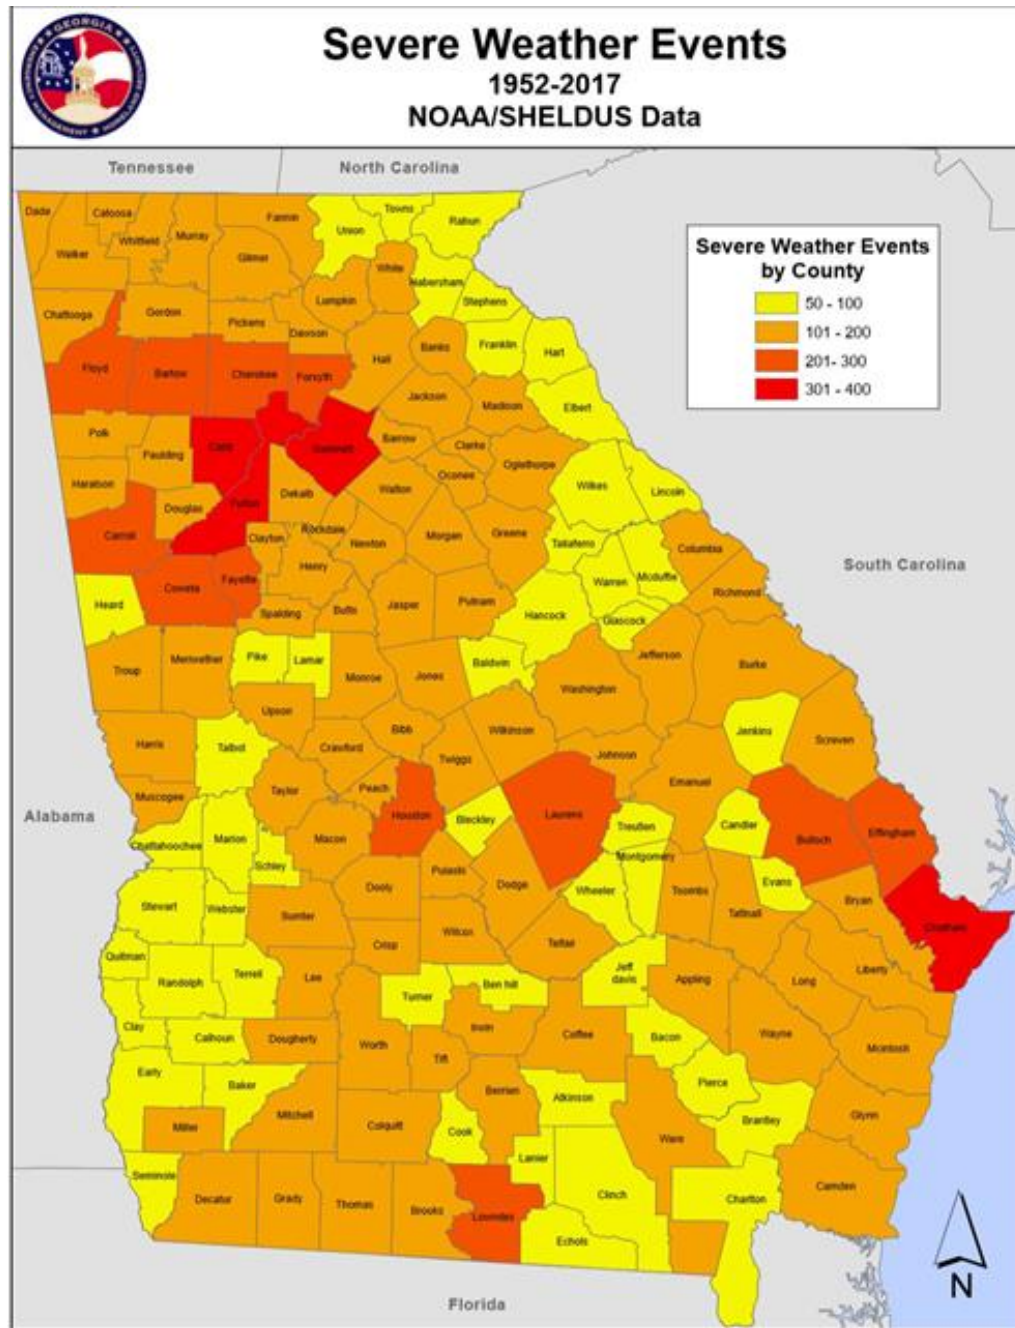 Severe Weather Events
1952-2017
NOAA/SHELDUS Data
GEORGIA
Tennessee
North Carolina
Severe Weather Events
by County
50 - 100
101 - 200
201- 300
301 - 400
Dade
Catoosa
Whitfield
Murray
Fannin
Union
Towns
Rabun
Walker
Gilmer
White
Habersham
Stephens
Chattooga
Gordon
Pickens
Lumpkin
Dawson
Hall
Banks
Franklin
Hart
Floyd
Bartow
Cherokee
Forsyth
Jackson
Madison
Elbert
Polk
Paulding
Cobb
Gwinnett
Barrow
Clarke
Oconee
Oglethorpe
Haralson
Douglas
Fulton
Dekalb
Walton
Wilkes
Lincoln
Carroll
Clayton
Rockdale
Newton
Morgan
Greene
Taliaferro
Columbia
Heard
Coweta
Fayette
Henry
Spalding
Butts
Jasper
Putnam
Hancock
Warren
Mcduffie
Glascock
Richmond
South Carolina
Troup
Meriwether
Pike
Lamar
Monroe
Jones
Baldwin
Washington
Jefferson
Burke
Harris
Talbot
Upson
Crawford
Bibb
Twiggs
Wilkinson
Johnson
Jenkins
Screven
Alabama
Muscogee
Taylor
Peach
Houston
Bleckley
Laurens
Emanuel
Treutlen
Candler
Bulloch
Effingham
Chattahoochee
Marion
Schley
Macon
Dooly
Pulaski
Dodge
Montgomery
Wheeler
Toombs
Tattnall
Evans
Bryan
Chatham
Stewart
Webster
Sumter
Crisp
Wilcox
Telfair
Quitman
Randolph
Terrell
Lee
Turner
Ben hill
Jeff
davis
Appling
Long
Liberty
Clay
Calhoun
Dougherty
Worth
Tift
Irwin
Coffee
Bacon
Wayne
Mcintosh
Early
Baker
Miller
Mitchell
Colquitt
Cook
Berrien
Atkinson
Pierce
Brantley
Glynn
Seminole
Decatur
Grady
Thomas
Brooks
Lowndes
Lanier
Clinch
Echols
Ware
Charlton
Camden
Florida
N